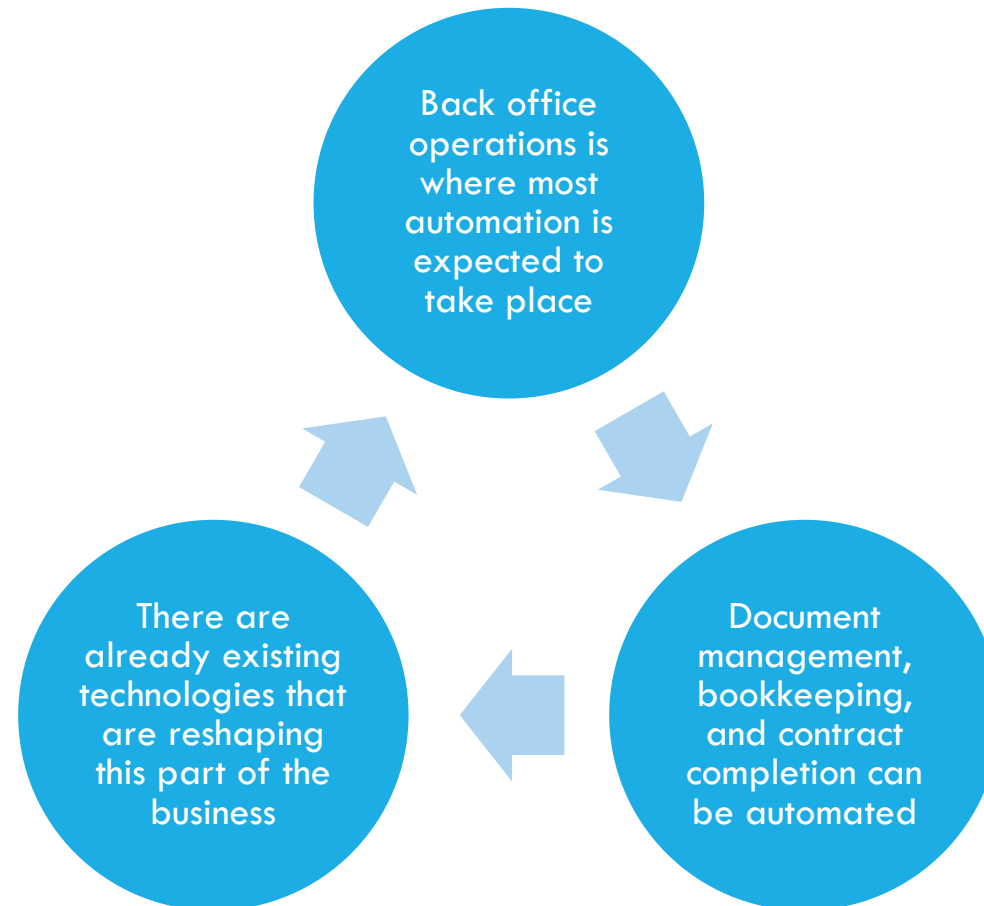 Back office
operations is
where most
automation is
expected to
take place
Document
management,
bookkeeping,
and contract
completion can
be automated
There are
already existing
technologies that
are reshaping
this part of the
business